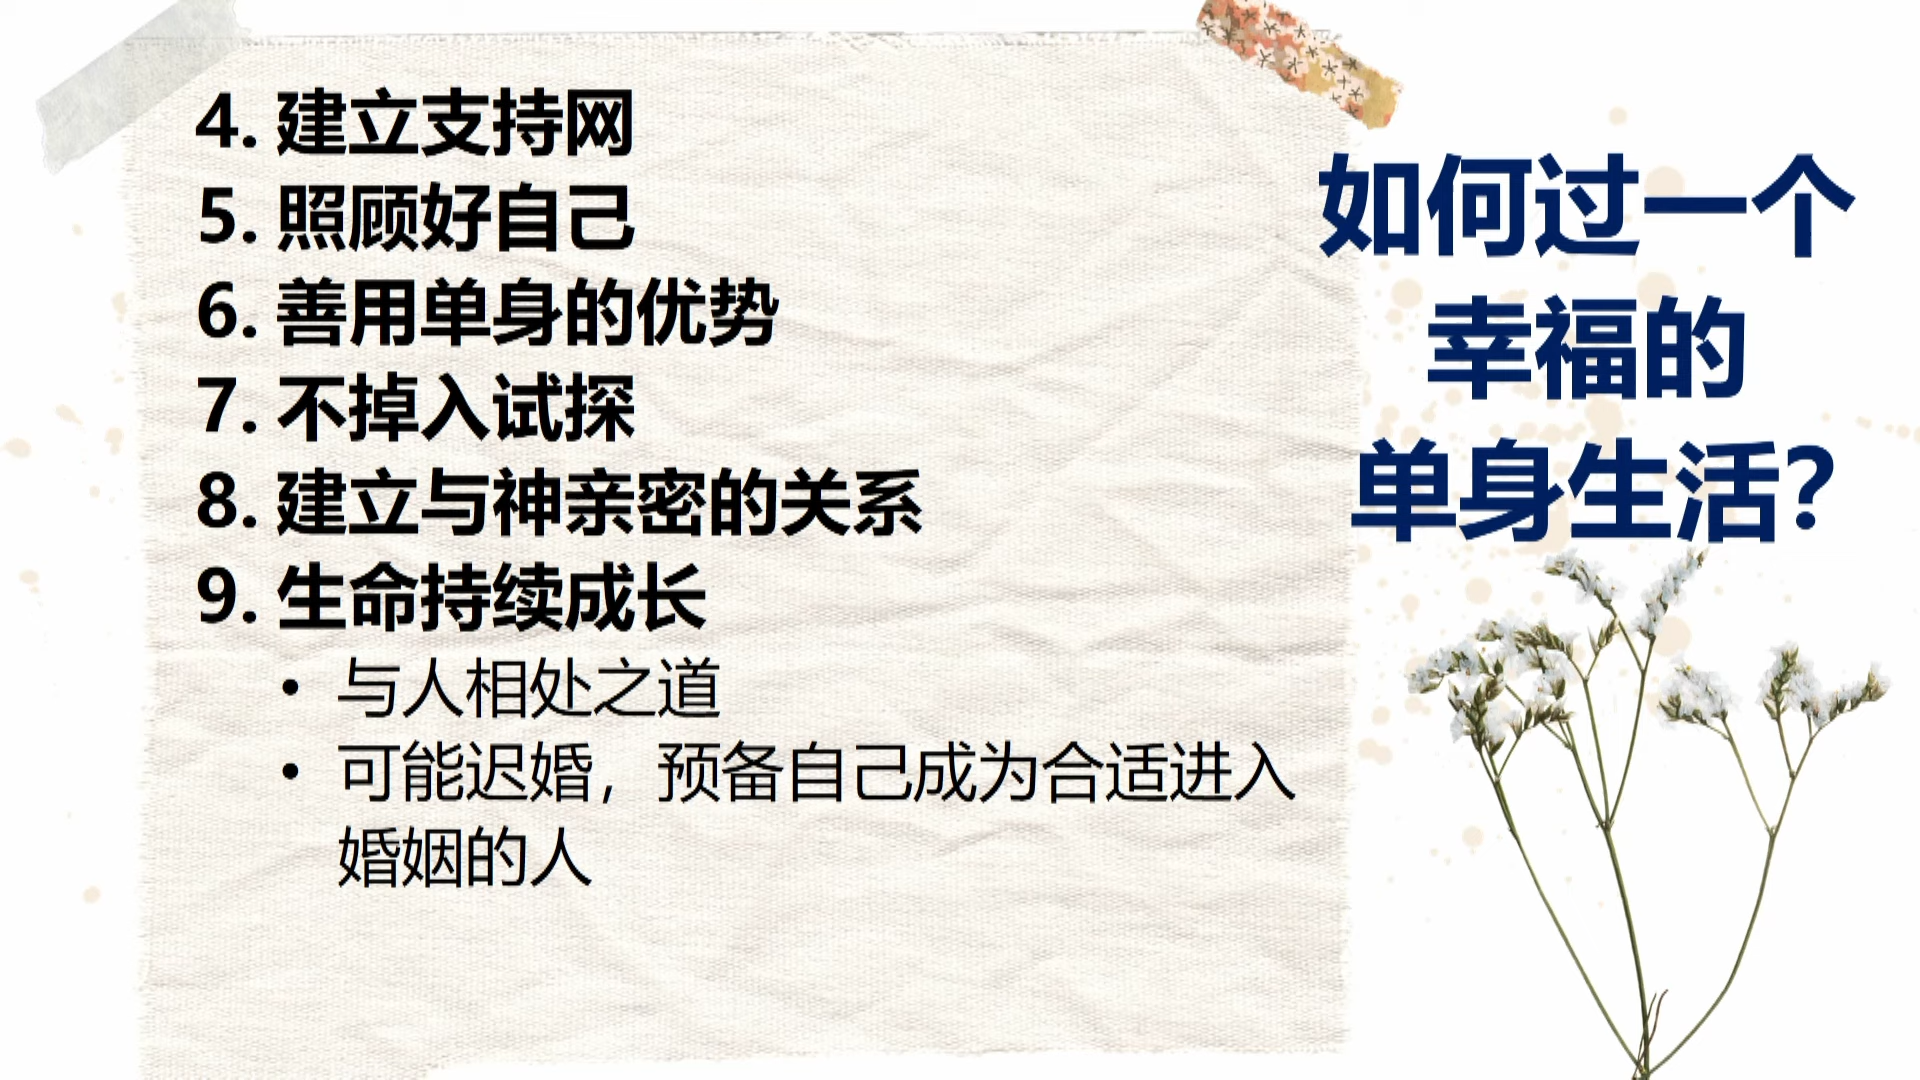 4. 建立支持网
5. 照顾好自己
6. 善用单身的优势
7. 不掉入试探
8. 建立与神亲密的关系
9. 生命持续成长
• 与人相处之道
• 可能迟婚，预备自己成为合适进入
婚姻的人
如何过一个
幸福的
单身生活?